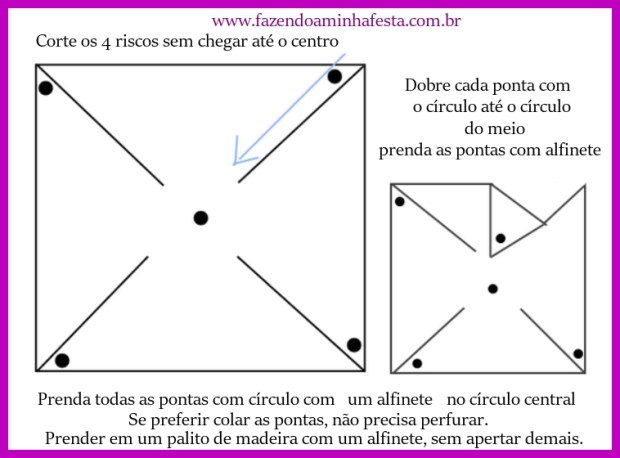 www.fazendoaminhafesta.com.br
Corte os 4 riscos sem chegar até o centro
Dobre cada ponta com
o círculo até o círculo
do meio
prenda as pontas com alfinete
Prenda todas as pontas com círculo com um alfinete no círculo central
Se preferir colar as pontas, não precisa perfurar.
Prender em um palito de madeira com um alfinete, sem apertar demais.